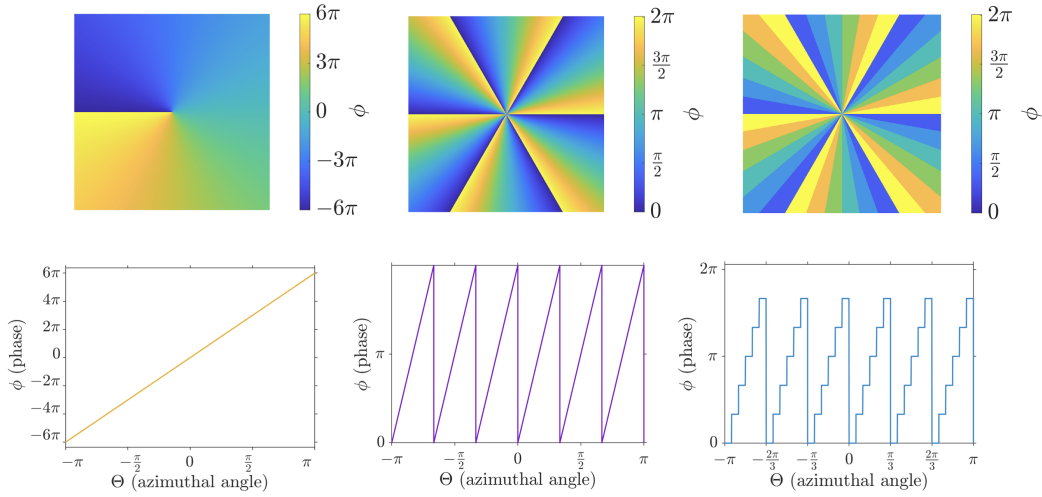 6π
3π
0
−3π
−6π
ϕ
2π
3π/2
π
π/2
0
ϕ
2π
3π/2
π
π/2
0
ϕ
6π
4π
2π
0
−2π
−4π
−6π
ϕ (phase)
−π
−π/2
0
π/2
π
Θ (azimuthal angle)
π
0
ϕ (phase)
−π
−π/2
0
π/2
π
Θ (azimuthal angle)
2π
π
0
ϕ (phase)
−π
−2π/3
−π/3
0
π/3
2π/3
π
Θ (azimuthal angle)